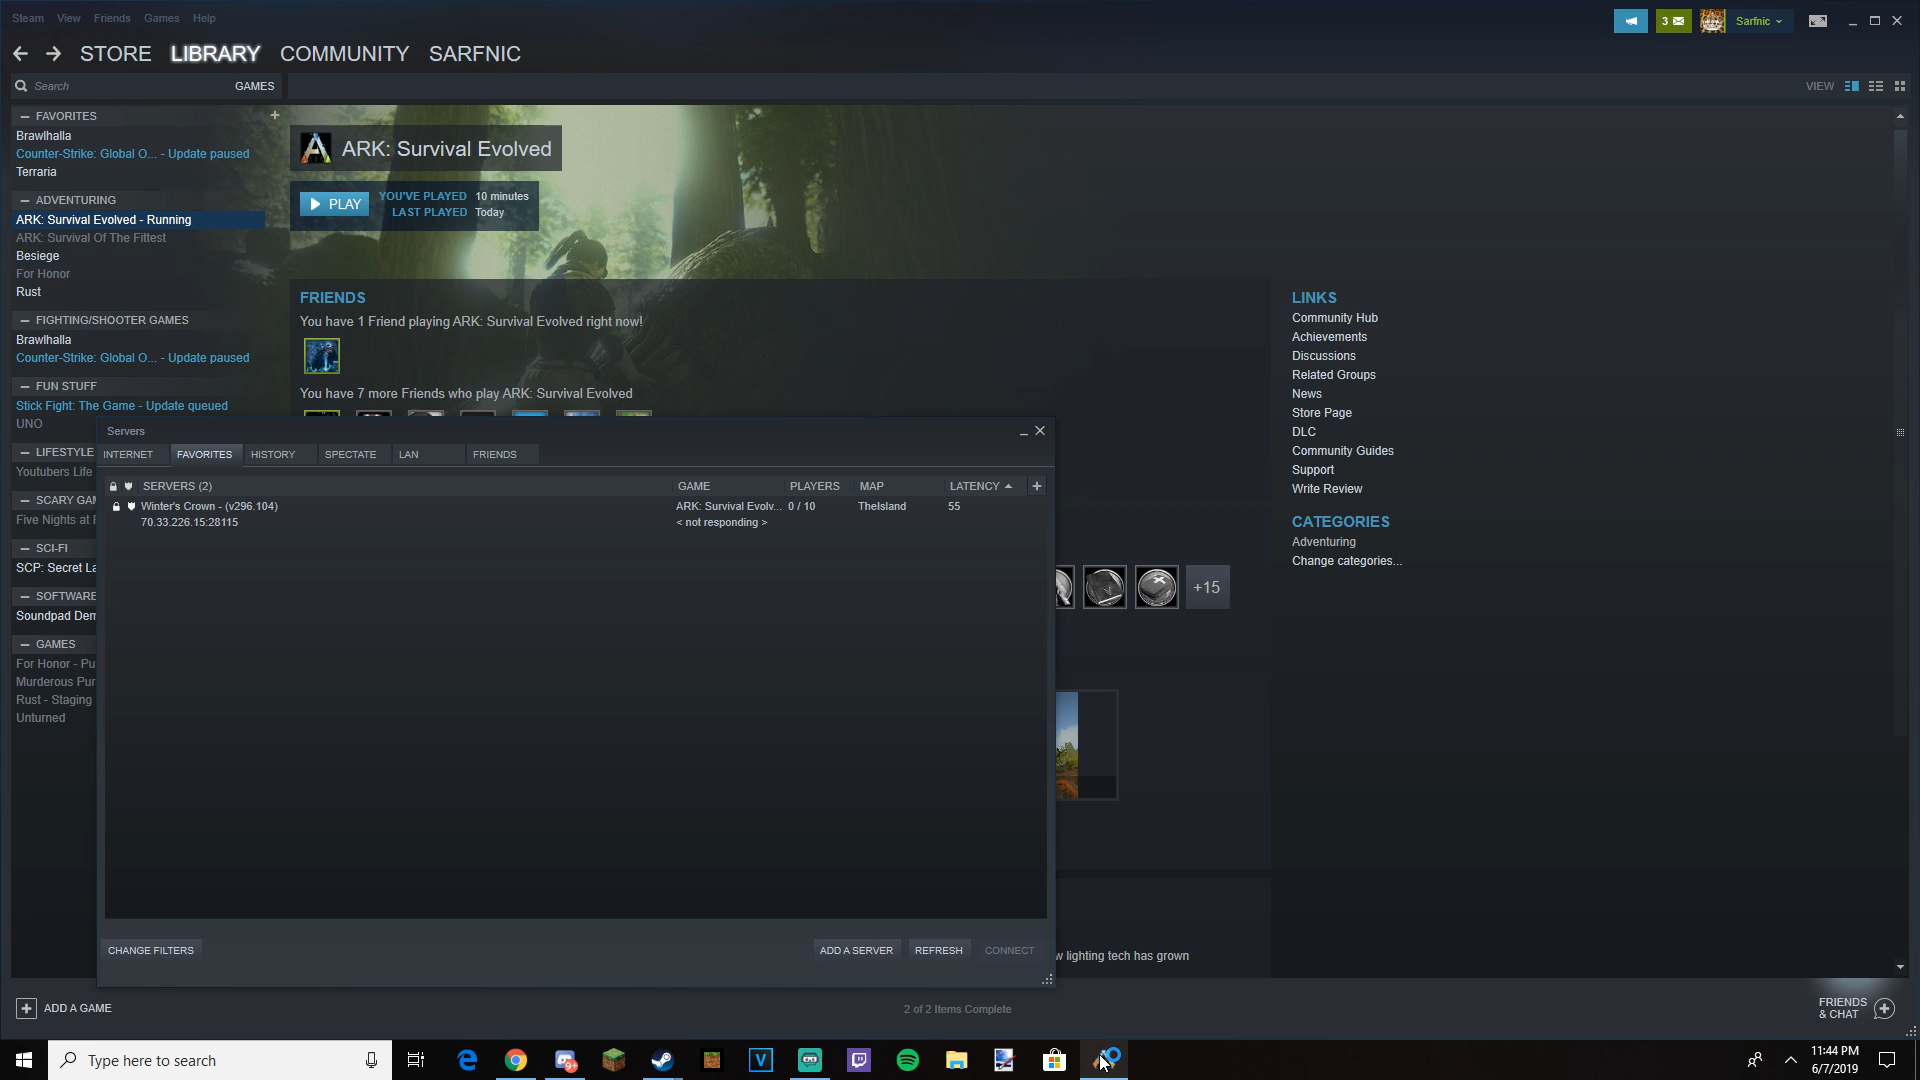 Steam View Friends Games Help
3
Sarfnic
STORE LIBRARY COMMUNITY SARFNIC
Search
GAMES
VIEW
FAVORITES
Brawlhalla
Counter-Strike: Global O... - Update paused
Terraria
ADVENTURING
ARK: Survival Evolved - Running
ARK: Survival Of The Fittest
Besiege
For Honor
Rust
FIGHTING/SHOOTER GAMES
Brawlhalla
Counter-Strike: Global O... - Update paused
FUN STUFF
Stick Fight: The Game - Update queued
UNO
LIFESTYLE
Youtubers Life
SCARY GA
Five Nights at
SCI-FI
SCP: Secret La
SOFTWARE
Soundpad Dem
GAMES
For Honor - Pu
Murderous Pur
Rust - Staging
Unturned
ARK: Survival Evolved
PLAY
YOU'VE PLAYED 10 minutes
LAST PLAYED Today
FRIENDS
You have 1 Friend playing ARK: Survival Evolved right now!
You have 7 more Friends who play ARK: Survival Evolved
Servers
INTERNET FAVORITES HISTORY SPECTATE LAN FRIENDS
SERVERS (2) GAME PLAYERS MAP LATENCY
Winter's Crown - (v296.104) ARK: Survival Evolv... 0 / 10 TheIsland 55
70.33.226.15:28115 < not responding >
CHANGE FILTERS
ADD A SERVER
REFRESH
CONNECT
+15
w lighting tech has grown
LINKS
Community Hub
Achievements
Discussions
Related Groups
News
Store Page
DLC
Community Guides
Support
Write Review
CATEGORIES
Adventuring
Change categories...
ADD A GAME
2 of 2 Items Complete
FRIENDS
& CHAT
Type here to search
9+
11:44 PM
6/7/2019